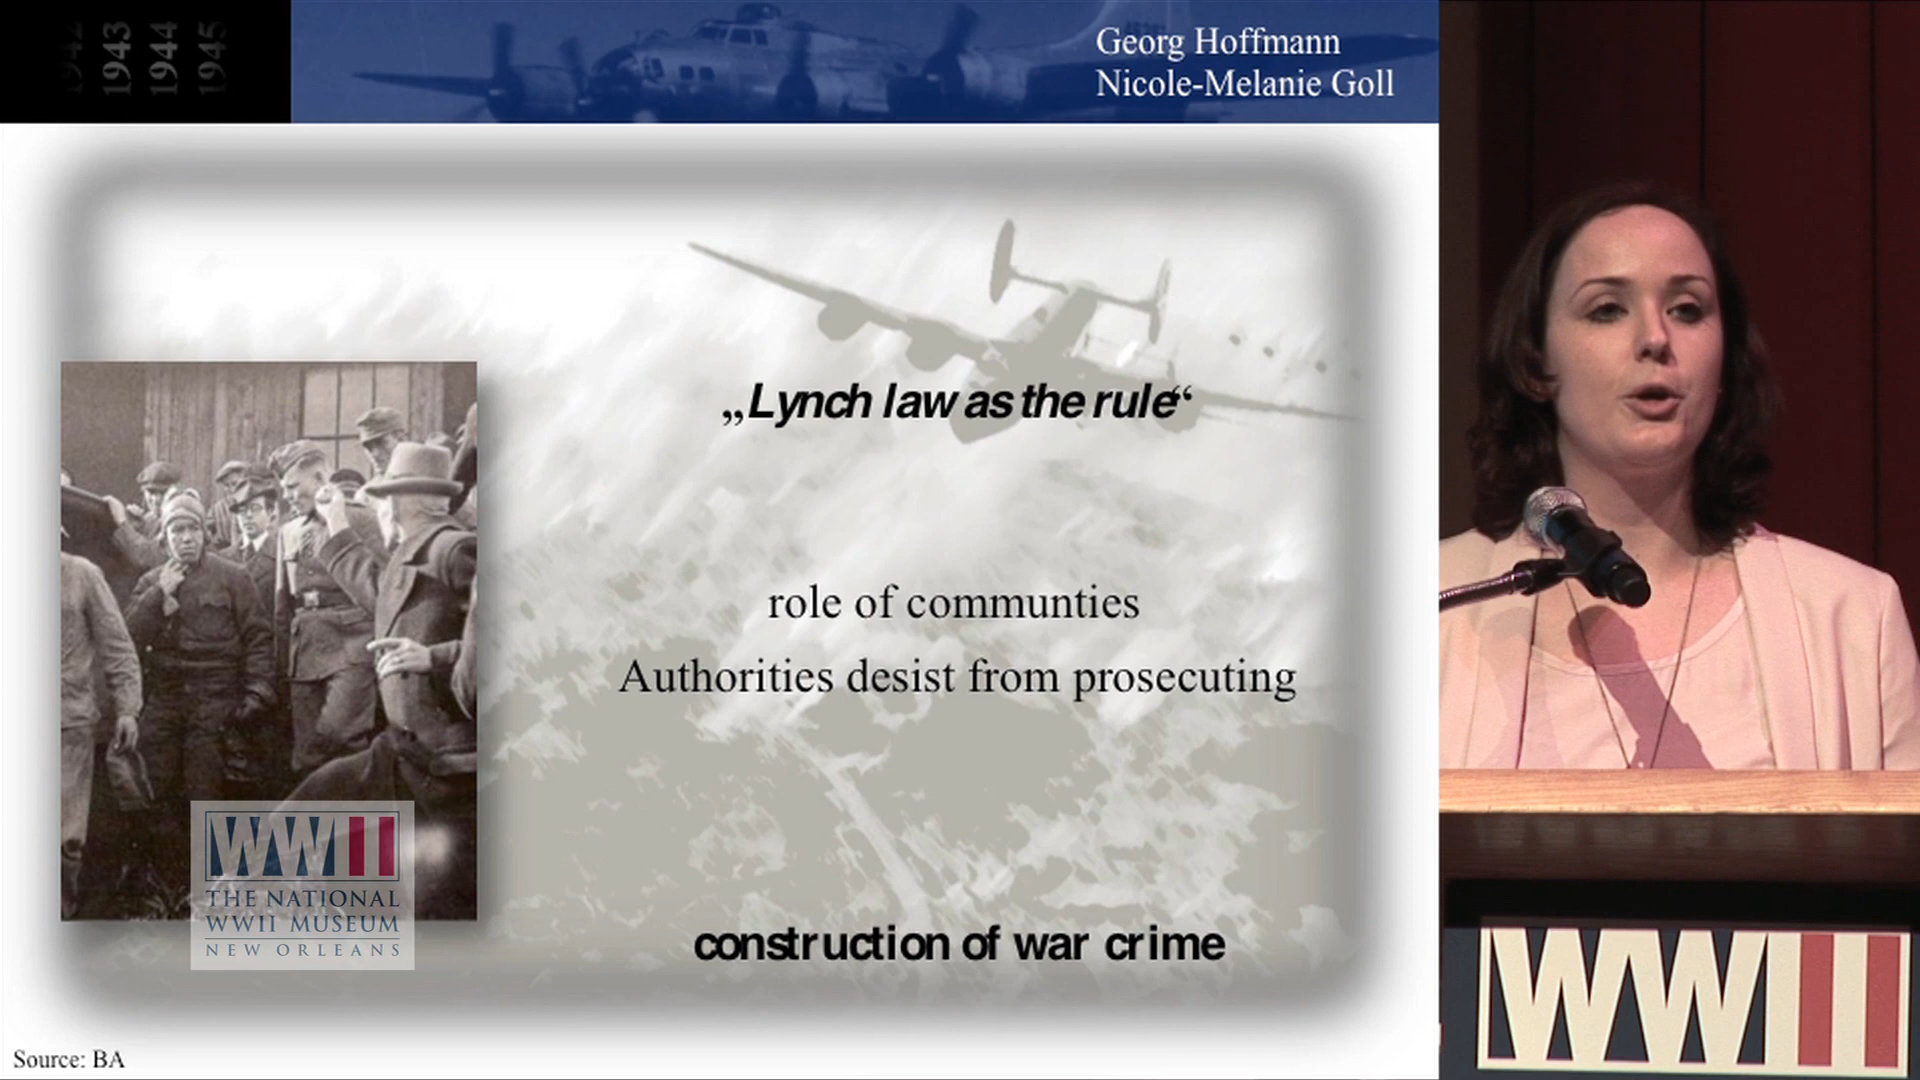 1942
1943
1944
1945
Georg Hoffmann
Nicole-Melanie Goll
„Lynch law as the rule“
role of communties
Authorities desist from prosecuting
construction of war crime
WWII
THE NATIONAL
WWII MUSEUM
NEW ORLEANS
Source: BA
WWII